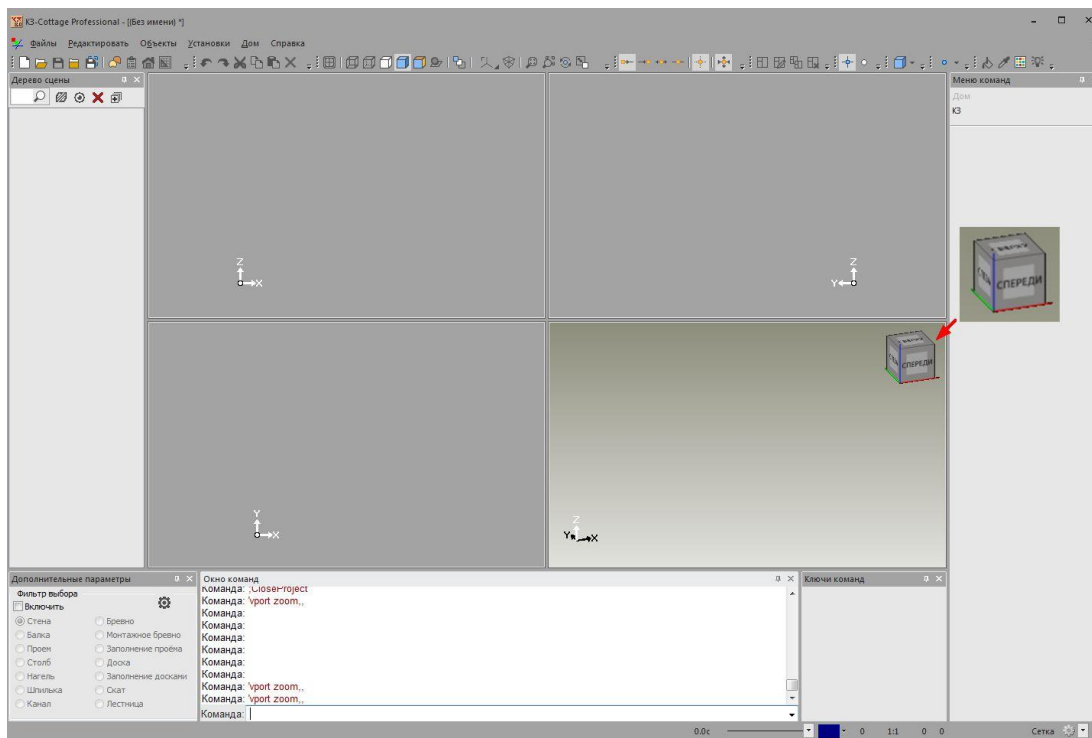 К3-Cottage Professional - [(Без имени) *]
Файлы Редактировать Объекты Установки Дом Справка
Дерево сцены
Меню команд
Дом
К3
Z
X
Z
Y
СПЕРЕДИ
СПЕРЕДИ
Y
X
Z
Y
X
Дополнительные параметры
Фильтр выбора
Включить
Стена Бревно
Балка Монтажное бревно
Проем Заполнение проёма
Столб Доска
Нагель Заполнение досками
Шпилька Скат
Канал Лестница
Окно команд
Команда: ;CloseProject
Команда: 'vport zoom,,
Команда:
Команда:
Команда:
Команда:
Команда:
Команда:
Команда: 'vport zoom,,
Команда: 'vport zoom,,
Команда:
Ключи команд
0.0с 0 1:1 0 0 Сетка